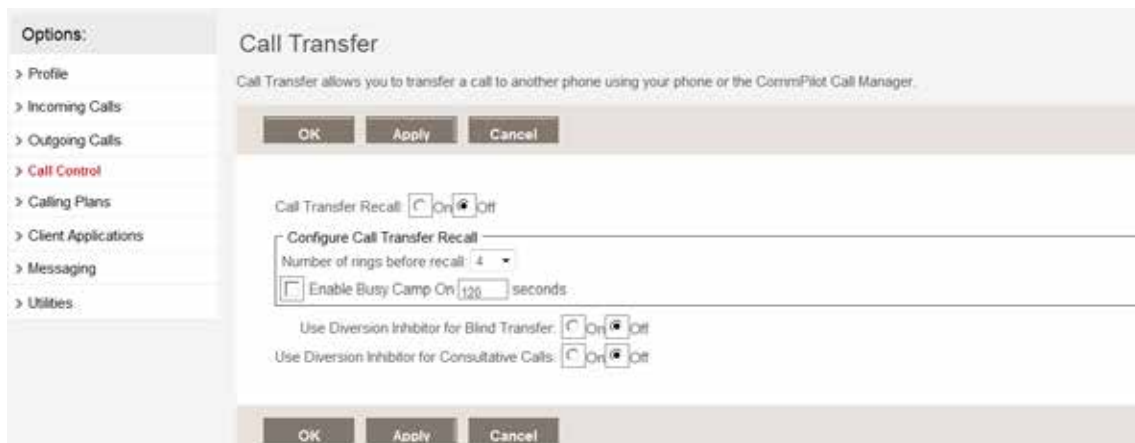 Options:
> Profile
> Incoming Calls
> Outgoing Calls
> Call Control
> Calling Plans
> Client Applications
> Messaging
> Utilities
Call Transfer
Call Transfer allows you to transfer a call to another phone using your phone or the CommPilot Call Manager.
OK Apply Cancel
Call Transfer Recall: On Off
Configure Call Transfer Recall
Number of rings before recall: 4
Enable Busy Camp On 120 seconds
Use Diversion Inhibitor for Blind Transfer: On Off
Use Diversion Inhibitor for Consultative Calls: On Off
OK Apply Cancel